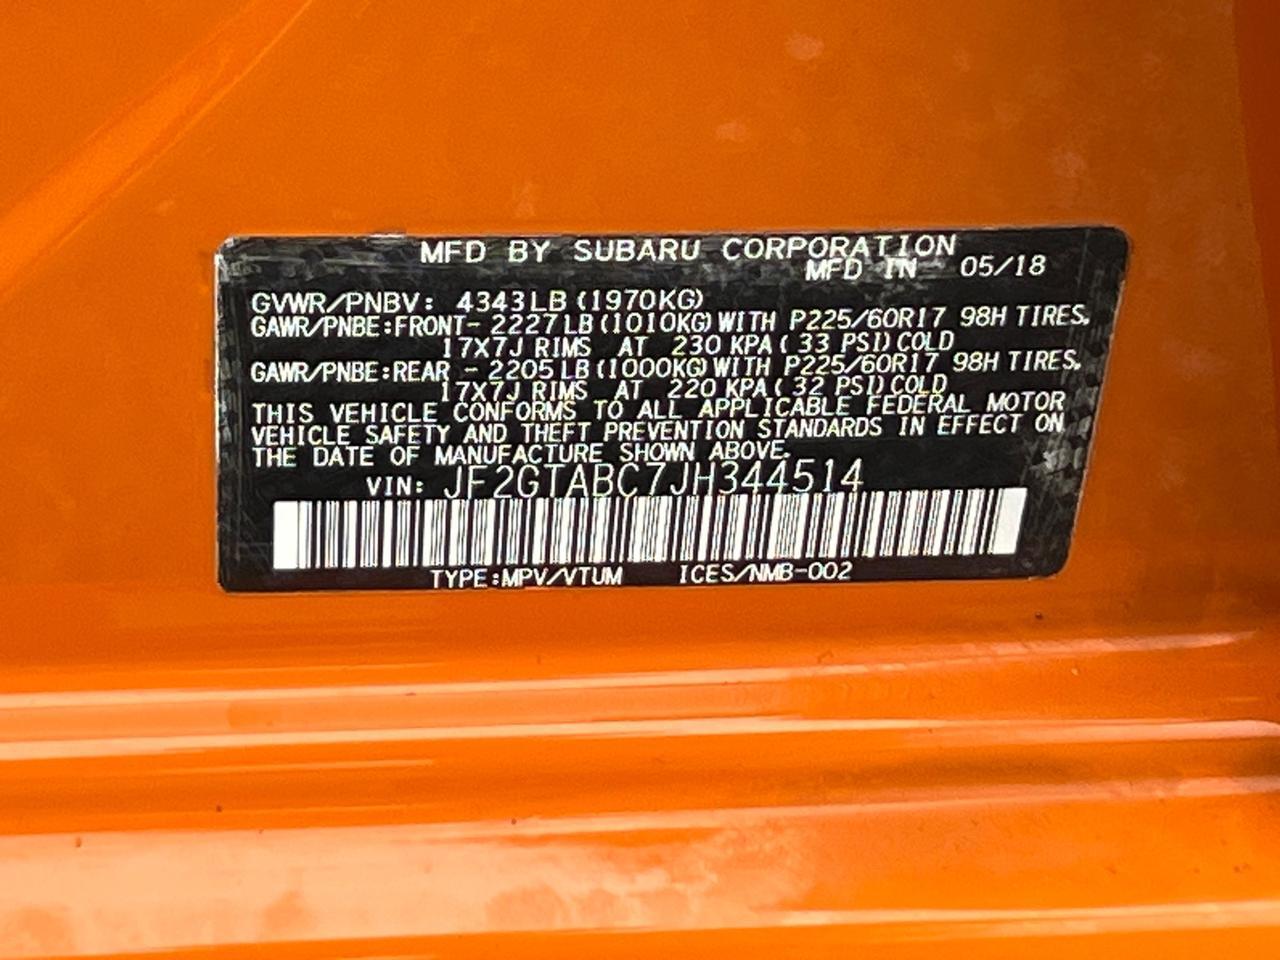 MFD BY SUBARU CORPORATION
MFD IN 05/18
GVWR/PNBV: 4343LB(1970KG)
GAWR/PNBE:FRONT- 2227LB(1010KG)WITH P225/60R17 98H TIRES.
17X7J RIMS AT 230 KPA( 33 PSI)COLD
GAWR/PNBE:REAR - 2205LB(1000KG)WITH P225/60R17 98H TIRES.
17X7J RIMS AT 220 KPA( 32 PSI)COLD
THIS VEHICLE CONFORMS TO ALL APPLICABLE FEDERAL MOTOR
VEHICLE SAFETY AND THEFT PREVENTION STANDARDS IN EFFECT ON
THE DATE OF MANUFACTURE SHOWN ABOVE.
VIN: JF2GTABC7JH344514
TYPE:MPV/VTUM ICES/NMB-002